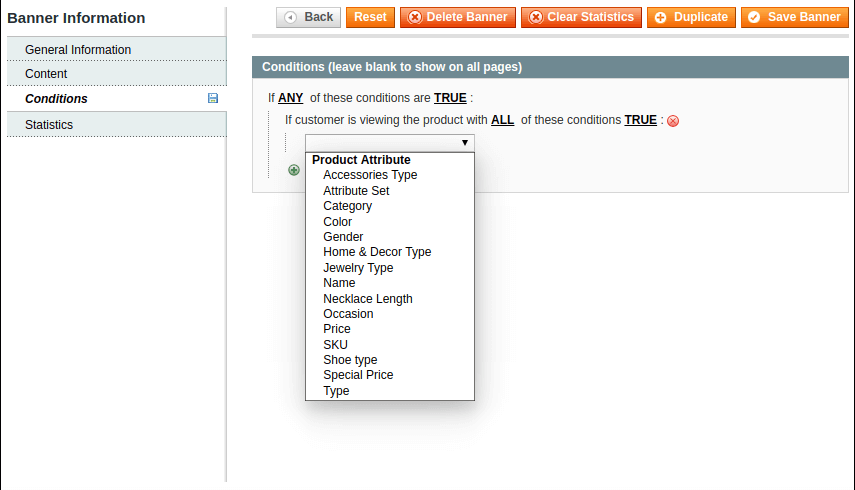 Banner Information
General Information
Content
Conditions
Statistics
Back Reset Delete Banner Clear Statistics Duplicate Save Banner
Conditions (leave blank to show on all pages)
If ANY of these conditions are TRUE :
If customer is viewing the product with ALL of these conditions TRUE :
Product Attribute
Accessories Type
Attribute Set
Category
Color
Gender
Home & Decor Type
Jewelry Type
Name
Necklace Length
Occasion
Price
SKU
Shoe type
Special Price
Type